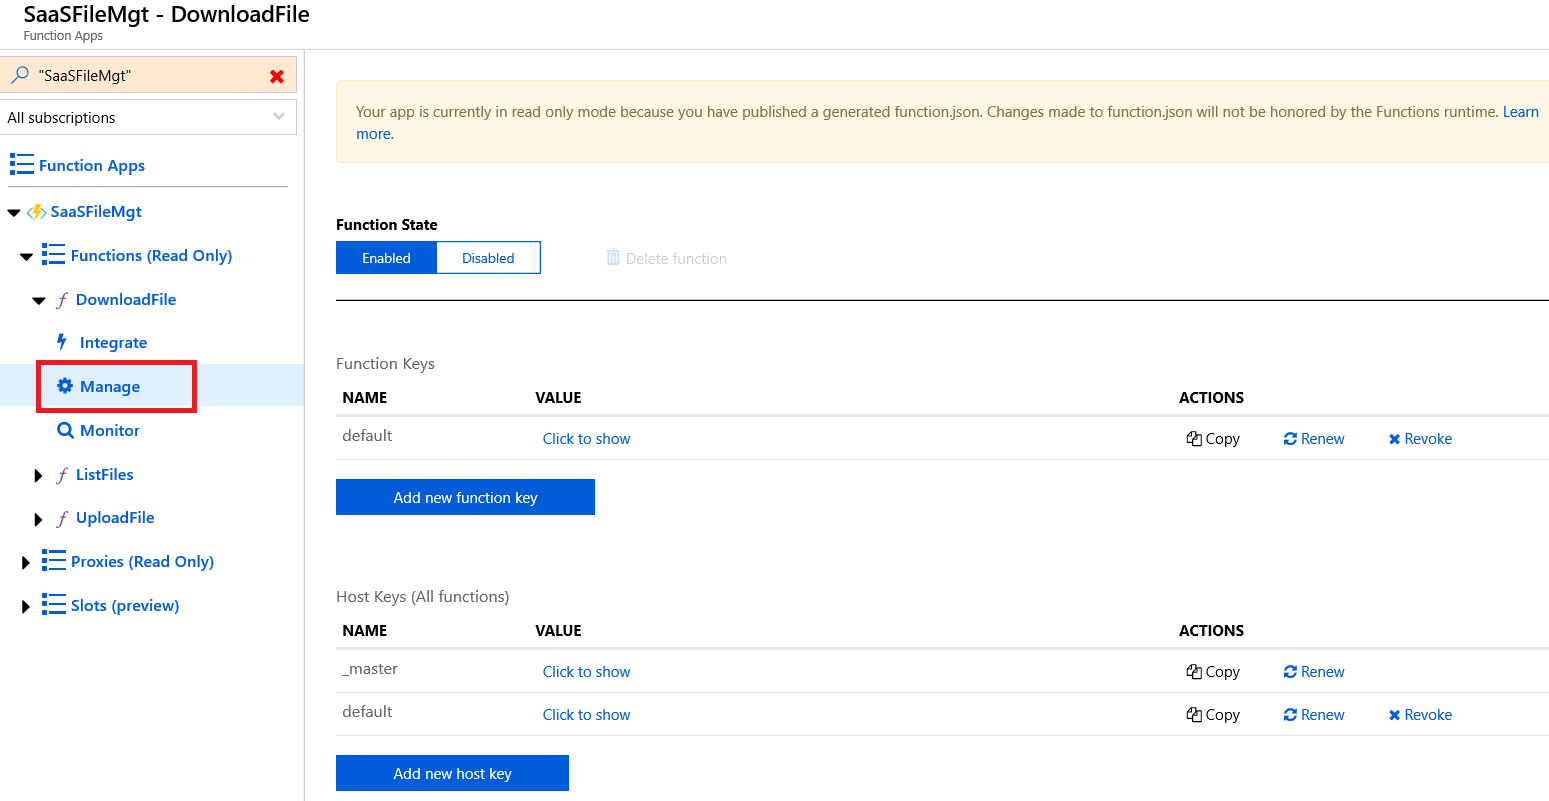 SaaSFileMgt - DownloadFile
Function Apps
"SaaSFileMgt"
All subscriptions
Function Apps
SaaSFileMgt
Functions (Read Only)
DownloadFile
Integrate
Manage
Monitor
ListFiles
UploadFile
Proxies (Read Only)
Slots (preview)
Your app is currently in read only mode because you have published a generated function.json. Changes made to function.json will not be honored by the Functions runtime. Learn
more.
Function State
Enabled Disabled Delete function
Function Keys
NAME VALUE ACTIONS
default Click to show Copy Renew Revoke
Add new function key
Host Keys (All functions)
NAME VALUE ACTIONS
_master Click to show Copy Renew
default Click to show Copy Renew Revoke
Add new host key